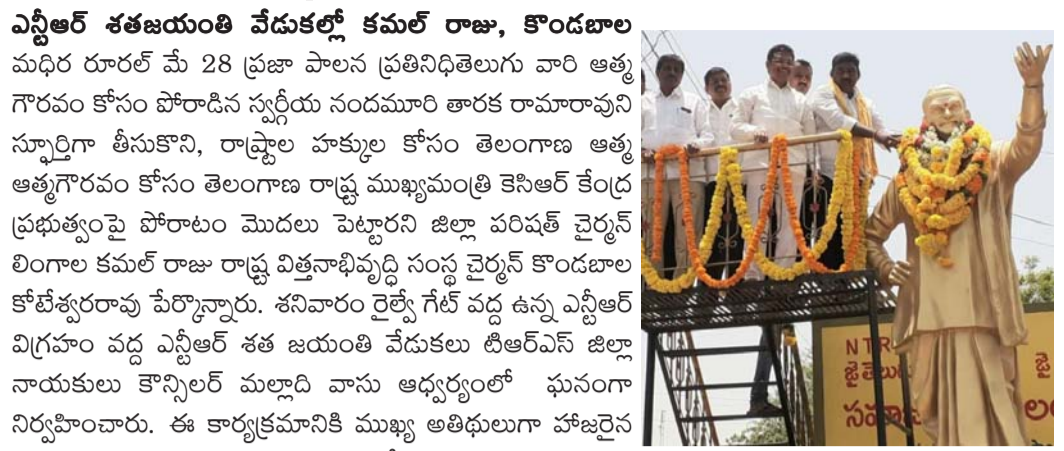 ఎన్టీఆర్ శతజయంతి వేడుకల్లో కమల్ రాజు, కొండబాల
మధిర రూరల్ మే 28 ప్రజా పాలన ప్రతినిధితెలుగు వారి ఆత్మ
గౌరవం కోసం పోరాడిన స్వర్గీయ నందమూరి తారక రామారావుని
స్ఫూర్తిగా తీసుకొని, రాష్ట్రాల హక్కుల కోసం తెలంగాణ ఆత్మ
ఆత్మగౌరవం కోసం తెలంగాణ రాష్ట్ర ముఖ్యమంత్రి కెసిఆర్ కేంద్ర
ప్రభుత్వంపై పోరాటం మొదలు పెట్టారని జిల్లా పరిషత్ చైర్మన్
లింగాల కమల్ రాజు రాష్ట్ర విత్తనాభివృద్ధి సంస్థ చైర్మన్ కొండబాల
కోటేశ్వరరావు పేర్కొన్నారు. శనివారం రైల్వే గేట్ వద్ద ఉన్న ఎన్టీఆర్
విగ్రహం వద్ద ఎన్టీఆర్ శత జయంతి వేడుకలు టిఆర్ఎస్ జిల్లా
నాయకులు కౌన్సిలర్ మల్లాది వాసు ఆధ్వర్యంలో ఘనంగా
నిర్వహించారు. ఈ కార్యక్రమానికి ముఖ్య అతిథులుగా హాజరైన
NTR
జై తెలుగు
జై